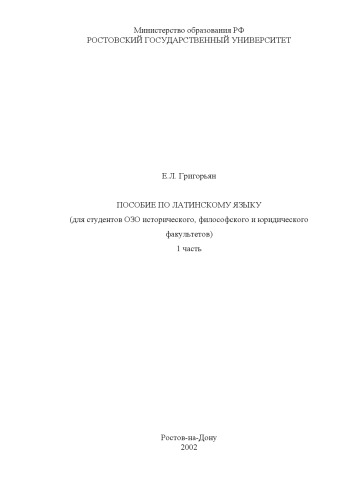 Министерство образования РФ
РОСТОВСКИЙ ГОСУДАРСТВЕННЫЙ УНИВЕРСИТЕТ
Е.Л. Григорьян
ПОСОБИЕ ПО ЛАТИНСКОМУ ЯЗЫКУ
(для студентов ОЗО исторического, философского и юридического
факультетов)
1 часть
Ростов-на-Дону
2002